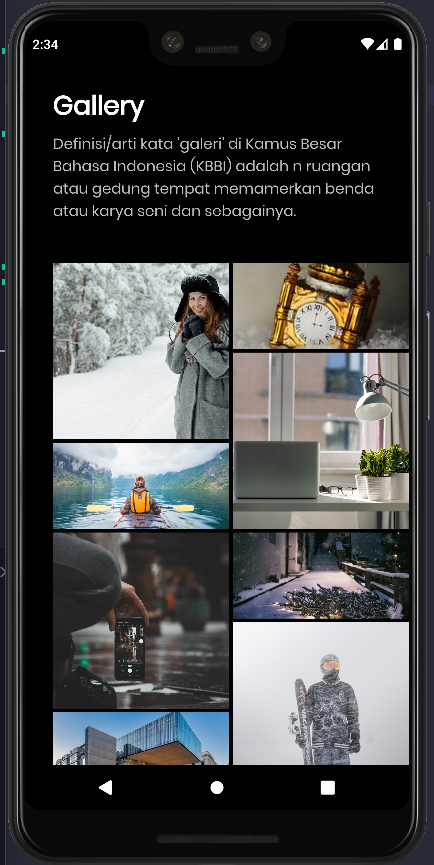 2:34
Gallery
Definisi/arti kata 'galeri' di Kamus Besar
Bahasa Indonesia (KBBI) adalah n ruangan
atau gedung tempat memamerkan benda
atau karya seni dan sebagainya.